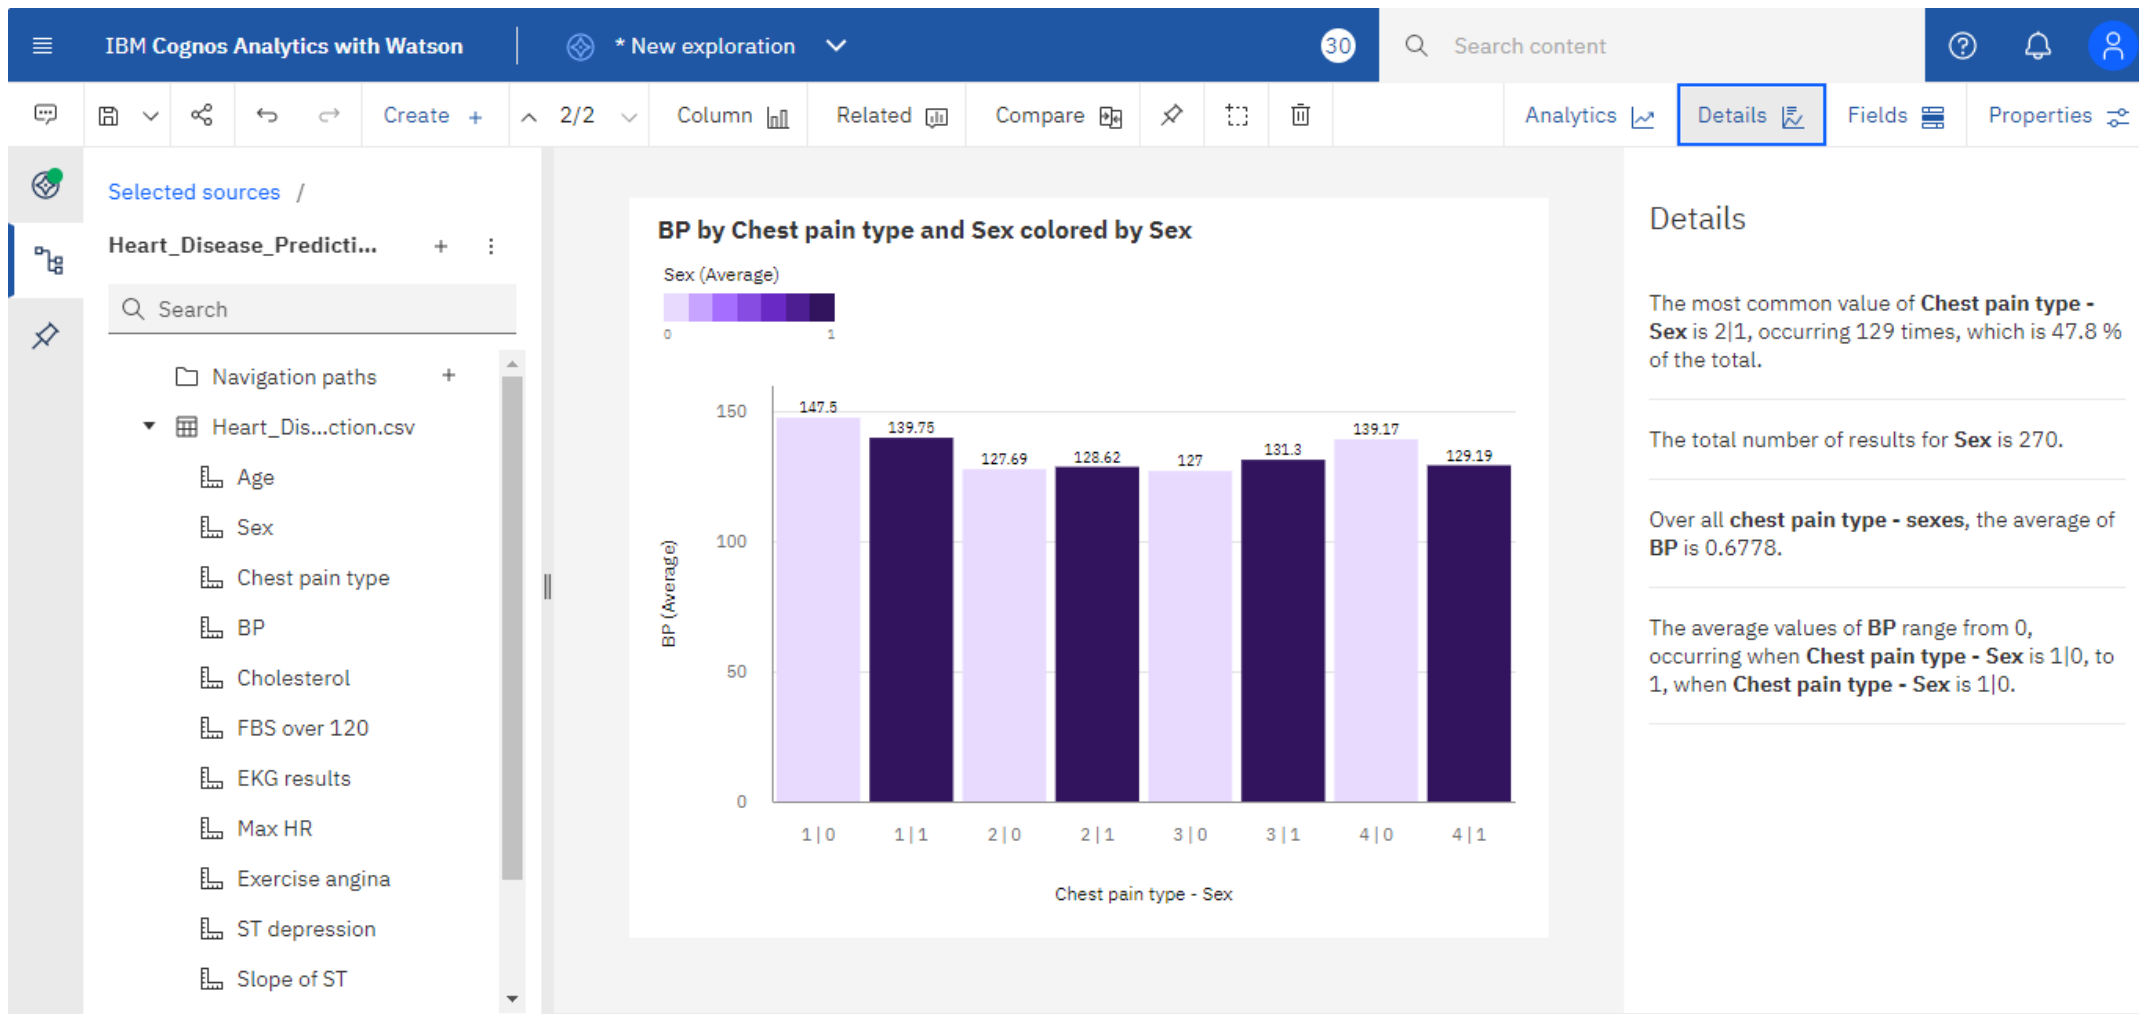 IBM Cognos Analytics with Watson
* New exploration
30
Search content
Create +
2/2
Column
Related
Compare
Analytics
Details
Fields
Properties
Selected sources /
Heart_Disease_Predicti...
Search
Navigation paths
Heart_Dis...ction.csv
Age
Sex
Chest pain type
BP
Cholesterol
FBS over 120
EKG results
Max HR
Exercise angina
ST depression
Slope of ST
BP by Chest pain type and Sex colored by Sex
Sex (Average)
0 1
BP (Average)
150
100
50
0
147.5
139.75
127.69
128.62
127
131.3
139.17
129.19
1|0 1|1 2|0 2|1 3|0 3|1 4|0 4|1
Chest pain type - Sex
Details
The most common value of Chest pain type -
Sex is 2|1, occurring 129 times, which is 47.8 %
of the total.
The total number of results for Sex is 270.
Over all chest pain type - sexes, the average of
BP is 0.6778.
The average values of BP range from 0,
occurring when Chest pain type - Sex is 1|0, to
1, when Chest pain type - Sex is 1|0.